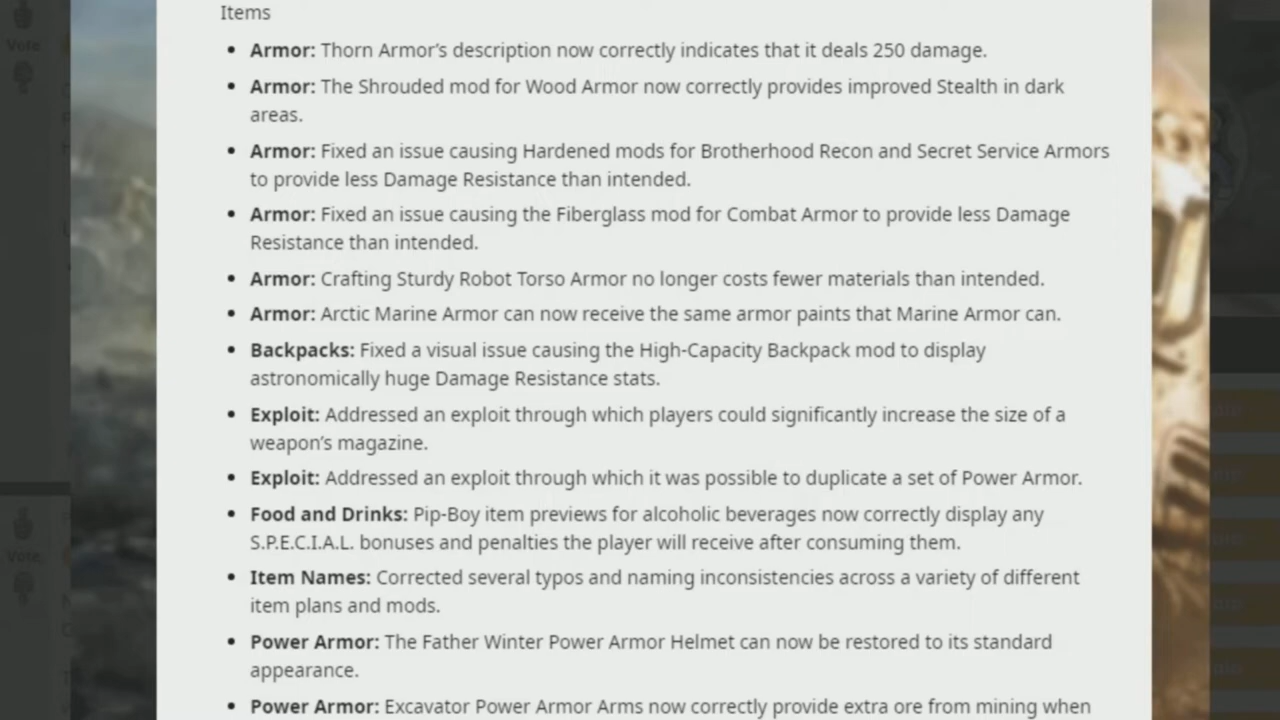 Items
• Armor: Thorn Armor's description now correctly indicates that it deals 250 damage.
• Armor: The Shrouded mod for Wood Armor now correctly provides improved Stealth in dark
areas.
• Armor: Fixed an issue causing Hardened mods for Brotherhood Recon and Secret Service Armors
to provide less Damage Resistance than intended.
• Armor: Fixed an issue causing the Fiberglass mod for Combat Armor to provide less Damage
Resistance than intended.
• Armor: Crafting Sturdy Robot Torso Armor no longer costs fewer materials than intended.
• Armor: Arctic Marine Armor can now receive the same armor paints that Marine Armor can.
• Backpacks: Fixed a visual issue causing the High-Capacity Backpack mod to display
astronomically huge Damage Resistance stats.
• Exploit: Addressed an exploit through which players could significantly increase the size of a
weapon's magazine.
• Exploit: Addressed an exploit through which it was possible to duplicate a set of Power Armor.
• Food and Drinks: Pip-Boy item previews for alcoholic beverages now correctly display any
S.P.E.C.I.A.L. bonuses and penalties the player will receive after consuming them.
• Item Names: Corrected several typos and naming inconsistencies across a variety of different
item plans and mods.
• Power Armor: The Father Winter Power Armor Helmet can now be restored to its standard
appearance.
• Power Armor: Excavator Power Armor Arms now correctly provide extra ore from mining when
Vote
Vote